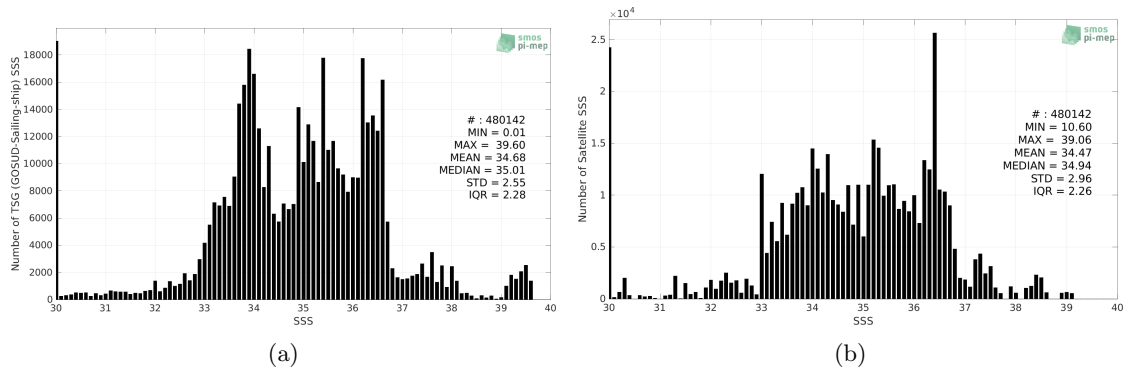 smos
pi-mep
Number of TSG (GOSUD-Sailing-ship) SSS
18000
16000
14000
12000
10000
8000
6000
4000
2000
0
# : 480142
MIN = 0.01
MAX = 39.60
MEAN = 34.68
MEDIAN = 35.01
STD = 2.55
IQR = 2.28
30 31 32 33 34 35 36 37 38 39 40
SSS
(a)
×10⁴
smos
pi-mep
Number of Satellite SSS
2.5
2
1.5
1
0.5
0
# : 480142
MIN = 10.60
MAX = 39.06
MEAN = 34.47
MEDIAN = 34.94
STD = 2.96
IQR = 2.26
30 31 32 33 34 35 36 37 38 39 40
SSS
(b)